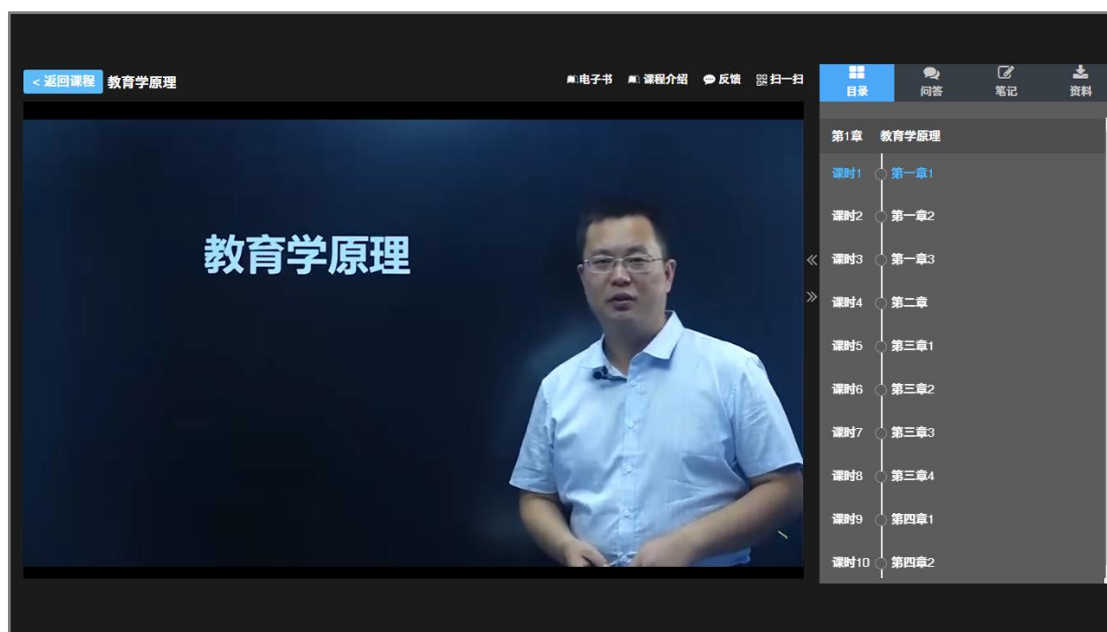 < 返回课程 教育学原理 电子书 课程介绍 反馈 扫一扫
目录 问答 笔记 资料
教育学原理
第1章 教育学原理
课时1 第一章1
课时2 第一章2
课时3 第一章3
课时4 第二章
课时5 第三章1
课时6 第三章2
课时7 第三章3
课时8 第三章4
课时9 第四章1
课时10 第四章2